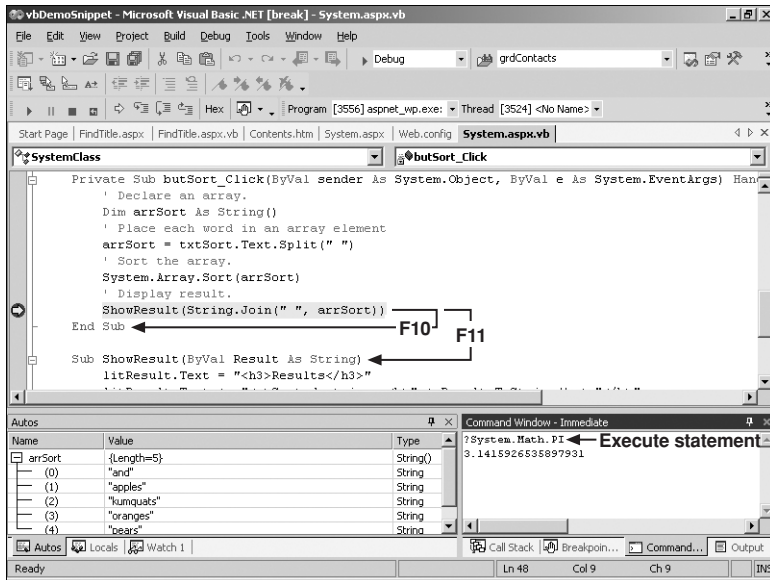 vbDemoSnippet - Microsoft Visual Basic .NET [break] - System.aspx.vb
File Edit View Project Build Debug Tools Window Help
Debug grdContacts
Hex Program [3556] aspnet_wp.exe: Thread [3524] <No Name>
Start Page FindTitle.aspx FindTitle.aspx.vb Contents.htm System.aspx Web.config System.aspx.vb
SystemClass butSort_Click
Private Sub butSort_Click(ByVal sender As System.Object, ByVal e As System.EventArgs) Han
' Declare an array.
Dim arrSort As String()
' Place each word in an array element
arrSort = txtSort.Text.Split(" ")
' Sort the array.
System.Array.Sort(arrSort)
' Display result.
ShowResult(String.Join(" ", arrSort))
End Sub
F10
F11
Sub ShowResult(ByVal Result As String)
litResult.Text = "<h3>Results</h3>"
Autos
Name Value Type
arrSort {Length=5} String()
(0) "and" String
(1) "apples" String
(2) "kumquats" String
(3) "oranges" String
(4) "pears" String
Autos Locals Watch 1
Command Window - Immediate
?System.Math.PI Execute statement
3.1415926535897931
Call Stack Breakpoin... Command... Output
Ready Ln 48 Col 9 Ch 9 INS